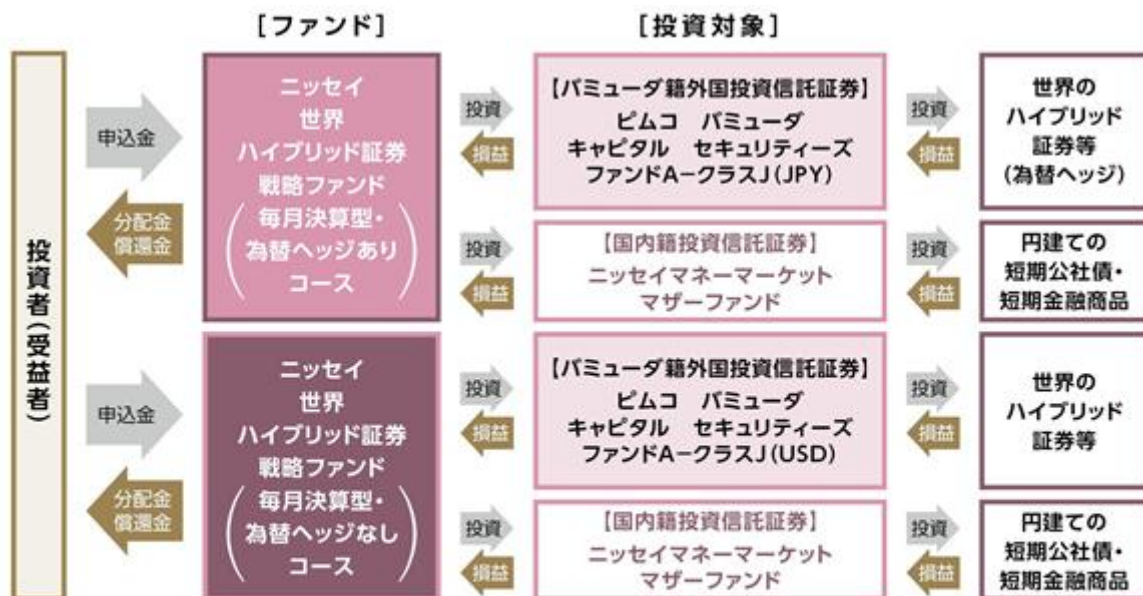 [ファンド]
[投資対象]
投資者(受益者)
申込金
分配金
償還金
ニッセイ
世界
ハイブリッド証券
戦略ファンド
(毎月決算型・
為替ヘッジあり
コース)
投資
損益
【バミューダ籍外国投資信託証券】
ピムコ バミューダ
キャピタル セキュリティーズ
ファンドA-クラスJ(JPY)
投資
損益
世界の
ハイブリッド
証券等
(為替ヘッジ)
投資
損益
【国内籍投資信託証券】
ニッセイマネーマーケット
マザーファンド
投資
損益
円建ての
短期公社債・
短期金融商品
申込金
分配金
償還金
ニッセイ
世界
ハイブリッド証券
戦略ファンド
(毎月決算型・
為替ヘッジなし
コース)
投資
損益
【バミューダ籍外国投資信託証券】
ピムコ バミューダ
キャピタル セキュリティーズ
ファンドA-クラスJ(USD)
投資
損益
世界の
ハイブリッド
証券等
投資
損益
【国内籍投資信託証券】
ニッセイマネーマーケット
マザーファンド
投資
損益
円建ての
短期公社債・
短期金融商品